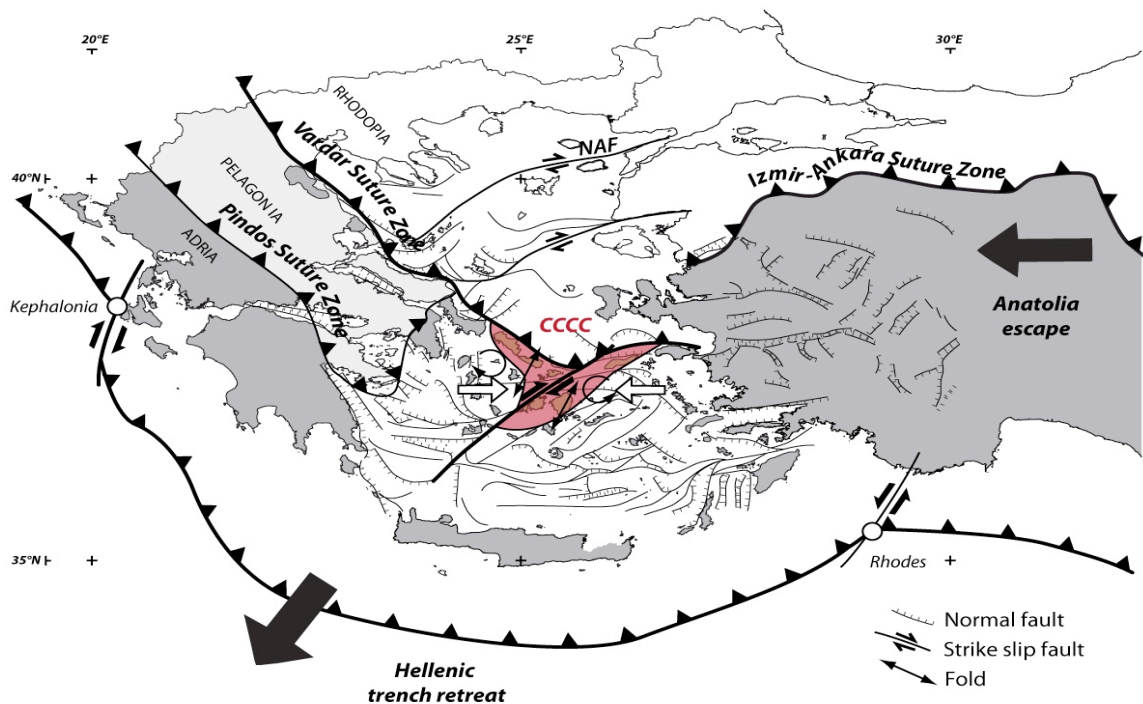 20°E
25°E
30°E
RHODOPIA
Vardar Suture Zone
NAF
40°N
PELAGONIA
Izmir-Ankara Suture Zone
Pindos Suture Zone
ADRIA
Kephalonia
CCCC
Anatolia
escape
35°N
Rhodes
Hellenic
trench retreat
Normal fault
Strike slip fault
Fold